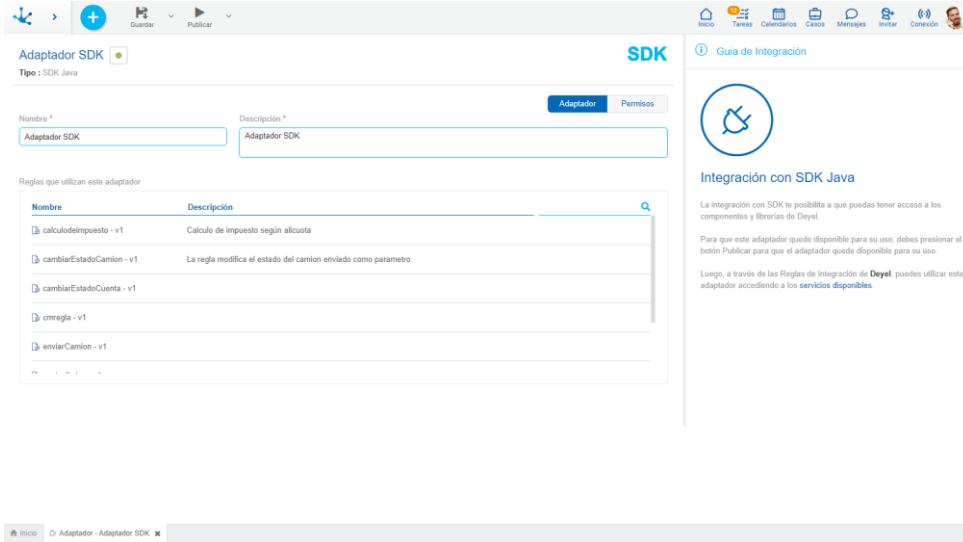 Guardar
Publicar
Inicio
12
Tareas
Calendarios
Casos
Mensajes
Invitar
Conexión
Adaptador SDK
SDK
Tipo : SDK Java
Adaptador
Permisos
Nombre *
Descripción *
Adaptador SDK
Adaptador SDK
Reglas que utilizan este adaptador
Nombre
Descripción
calculodeimpuesto - v1
Calculo de impuesto según alicuota
cambiarEstadoCamion - v1
La regla modifica el estado del camion enviado como parametro
cambiarEstadoCuenta - v1
cmregla - v1
enviarCamion - v1
Guia de Integración
Integración con SDK Java
La integración con SDK te posibilita a que puedas tener acceso a los
componentes y librerías de Deyel.
Para que este adaptador quede disponible para su uso, debes presionar el
botón Publicar para que el adaptador quede disponible para su uso.
Luego, a través de las Reglas de Integración de Deyel, puedes utilizar este
adaptador accediendo a los servicios disponibles.
Inicio
Adaptador - Adaptador SDK